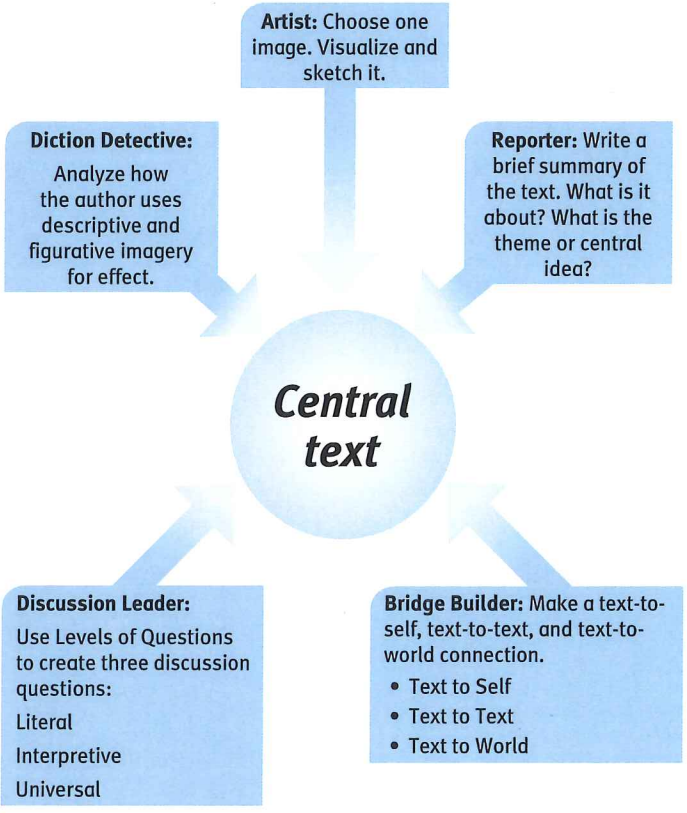 Artist: Choose one
image. Visualize and
sketch it.
Diction Detective:
Analyze how
the author uses
descriptive and
figurative imagery
for effect.
Reporter: Write a
brief summary of
the text. What is it
about? What is the
theme or central
idea?
Central
text
Discussion Leader:
Use Levels of Questions
to create three discussion
questions:
Literal
Interpretive
Universal
Bridge Builder: Make a text-to-
self, text-to-text, and text-to-
world connection.
• Text to Self
• Text to Text
• Text to World